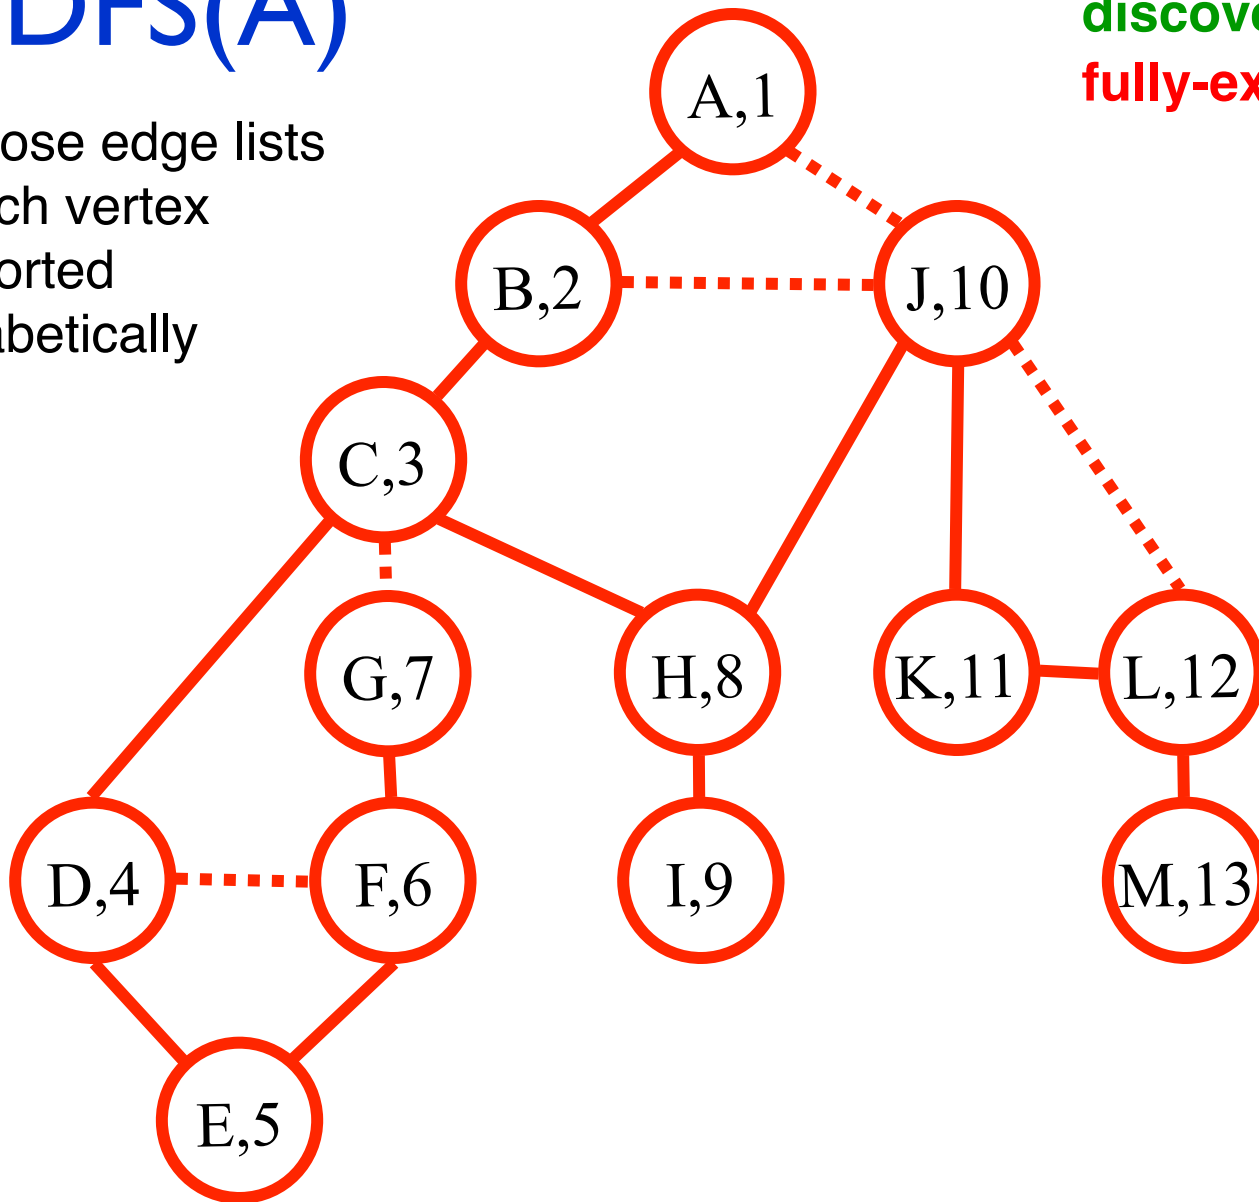 DFS(A)
discove
fully-ex
ose edge lists
ch vertex
orted
abetically
A,1
B,2
J,10
C,3
G,7
H,8
K,11
L,12
D,4
F,6
I,9
M,13
E,5